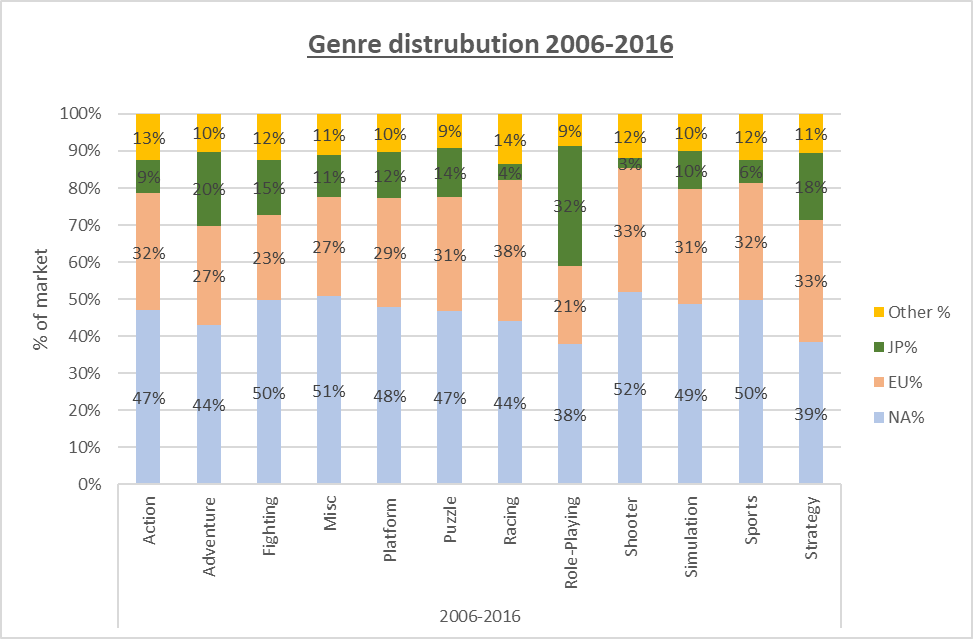 Genre distrubution 2006-2016
% of market
100%
90%
80%
70%
60%
50%
40%
30%
20%
10%
0%
13% 10% 12% 11% 10% 9% 14% 9% 12% 10% 12% 11%
9% 20% 15% 11% 12% 14% 4% 32% 3% 10% 6% 18%
32% 27% 23% 27% 29% 31% 38% 21% 33% 31% 32% 33%
47% 44% 50% 51% 48% 47% 44% 38% 52% 49% 50% 39%
Action
Adventure
Fighting
Misc
Platform
Puzzle
Racing
Role-Playing
Shooter
Simulation
Sports
Strategy
2006-2016
Other %
JP%
EU%
NA%